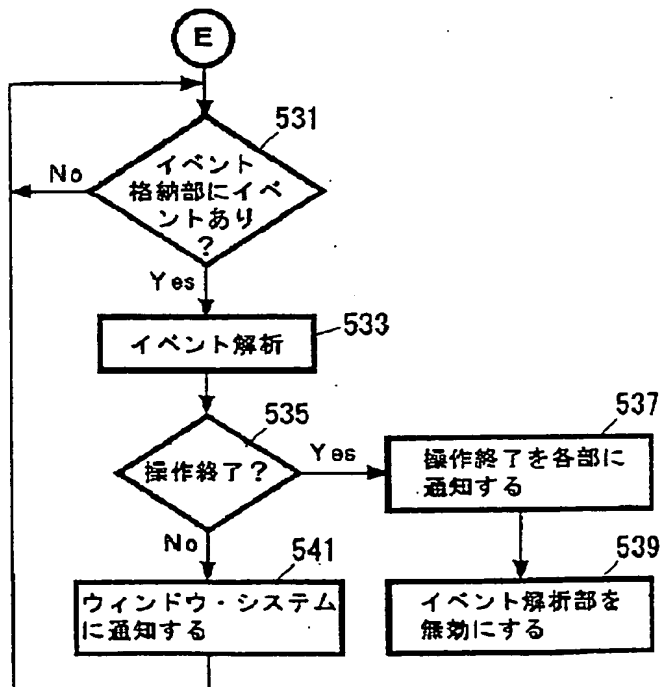 E
531
No
イベント
格納部にイベ
ントあり
?
Yes
イベント解析
533
535
操作終了?
Yes
537
操作終了を各部に
通知する
No
541
ウィンドウ・システム
に通知する
539
イベント解析部を
無効にする